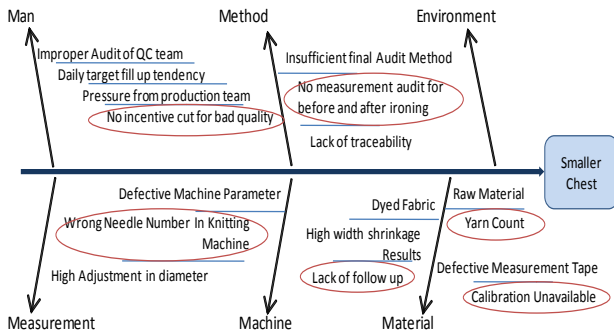 Man
Method
Environment
Improper Audit of QC team
Daily target fill up tendency
Pressure from production team
No incentive cut for bad quality
Insufficient final Audit Method
No measurement audit for
before and after ironing
Lack of traceability
Smaller
Chest
Defective Machine Parameter
Wrong Needle Number In Knitting
Machine
High Adjustment in diameter
Dyed Fabric
High width shrinkage
Results
Lack of follow up
Raw Material
Yarn Count
Defective Measurement Tape
Calibration Unavailable
Measurement
Machine
Material